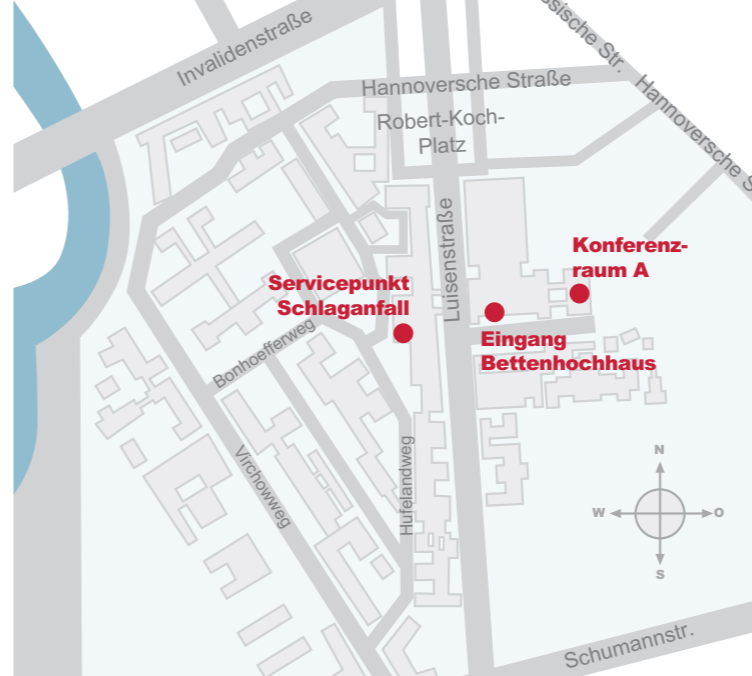 Invalidenstraße
ssische Str.
Hannoversche Straße
Hannoversche S
Robert-Koch-
Platz
Luisenstraße
Konferenz-
raum A
Servicepunkt
Schlaganfall
Eingang
Bettenhochhaus
Bonhoefferweg
Virchowweg
Hufelandweg
N
W
O
S
Schumannstr.